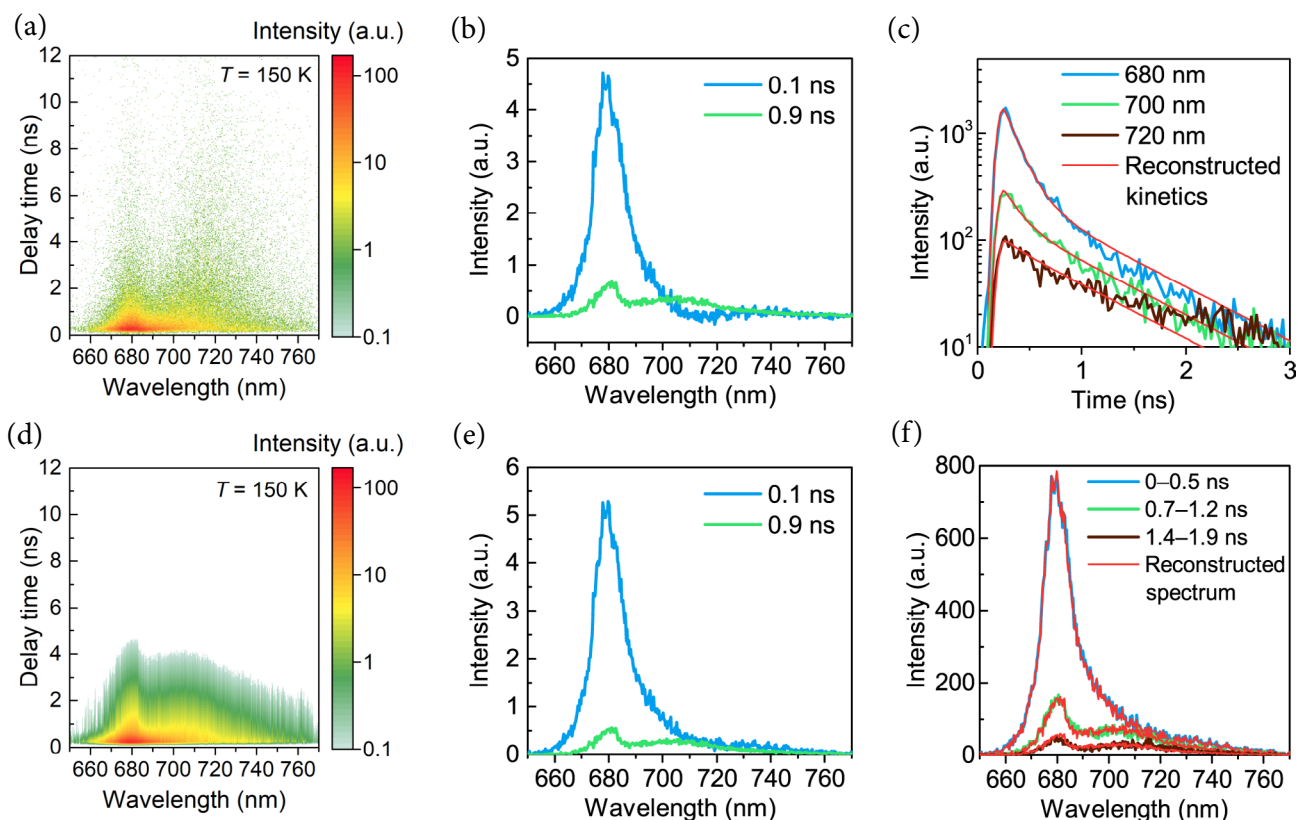 (a)
Intensity (a.u.)
T = 150 K
Delay time (ns)
12
10
8
6
4
2
0
660 680 700 720 740 760
Wavelength (nm)
100
10
1
0.1
(b)
0.1 ns
0.9 ns
Intensity (a.u.)
5
4
3
2
1
0
660 680 700 720 740 760
Wavelength (nm)
(c)
680 nm
700 nm
720 nm
Reconstructed
kinetics
Intensity (a.u.)
10³
10²
10¹
0 1 2 3
Time (ns)
(d)
Intensity (a.u.)
T = 150 K
Delay time (ns)
12
10
8
6
4
2
0
660 680 700 720 740 760
Wavelength (nm)
100
10
1
0.1
(e)
0.1 ns
0.9 ns
Intensity (a.u.)
6
5
4
3
2
1
0
660 680 700 720 740 760
Wavelength (nm)
(f)
0–0.5 ns
0.7–1.2 ns
1.4–1.9 ns
Reconstructed
spectrum
Intensity (a.u.)
800
600
400
200
0
660 680 700 720 740 760
Wavelength (nm)